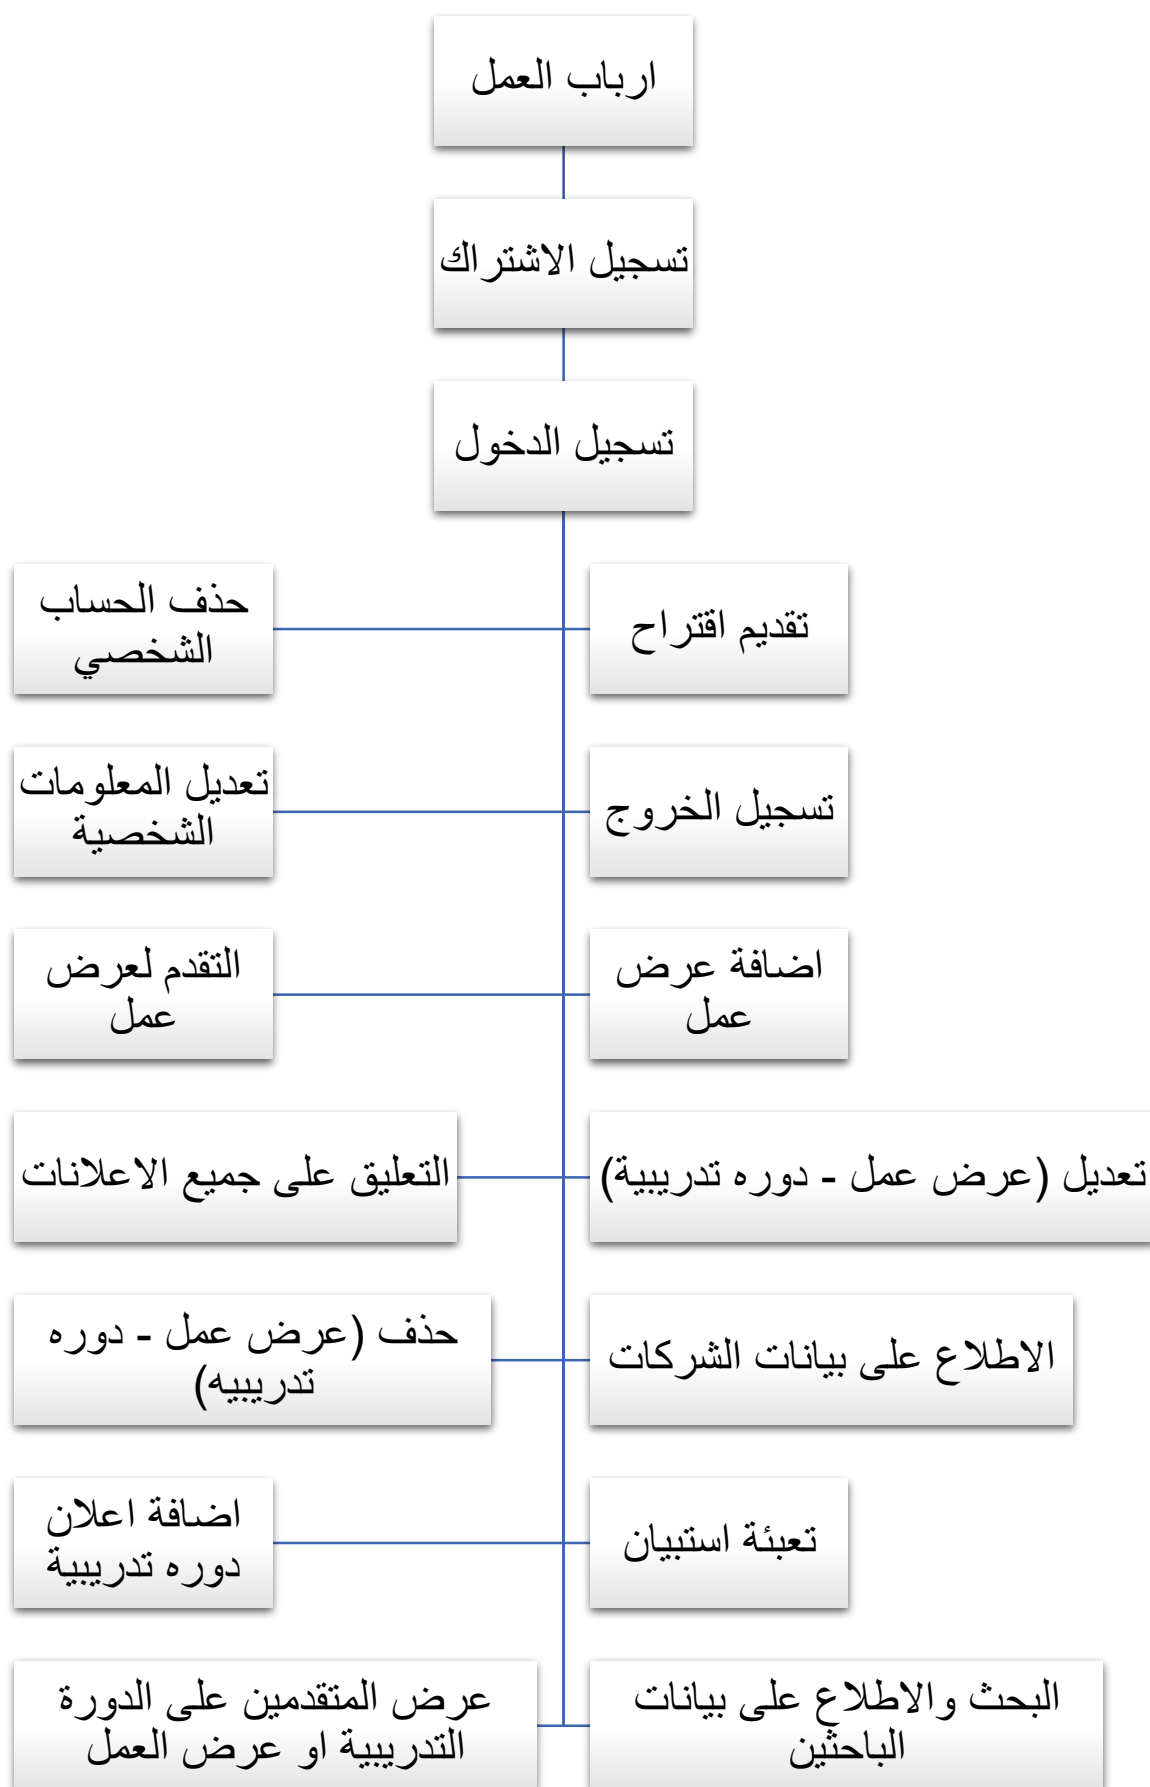 ارباب العمل
تسجيل الاشتراك
تسجيل الدخول
تقديم اقتراح
حذف الحساب
الشخصي
تسجيل الخروج
تعديل المعلومات
الشخصية
اضافة عرض
عمل
التقدم لعرض
عمل
تعديل (عرض عمل - دوره تدريبية)
التعليق على جميع الاعلانات
الاطلاع على بيانات الشركات
حذف (عرض عمل - دوره
تدريبيه)
تعبئة استبيان
اضافة اعلان
دوره تدريبية
البحث والاطلاع على بيانات
الباحثين
عرض المتقدمين على الدورة
التدريبية او عرض العمل